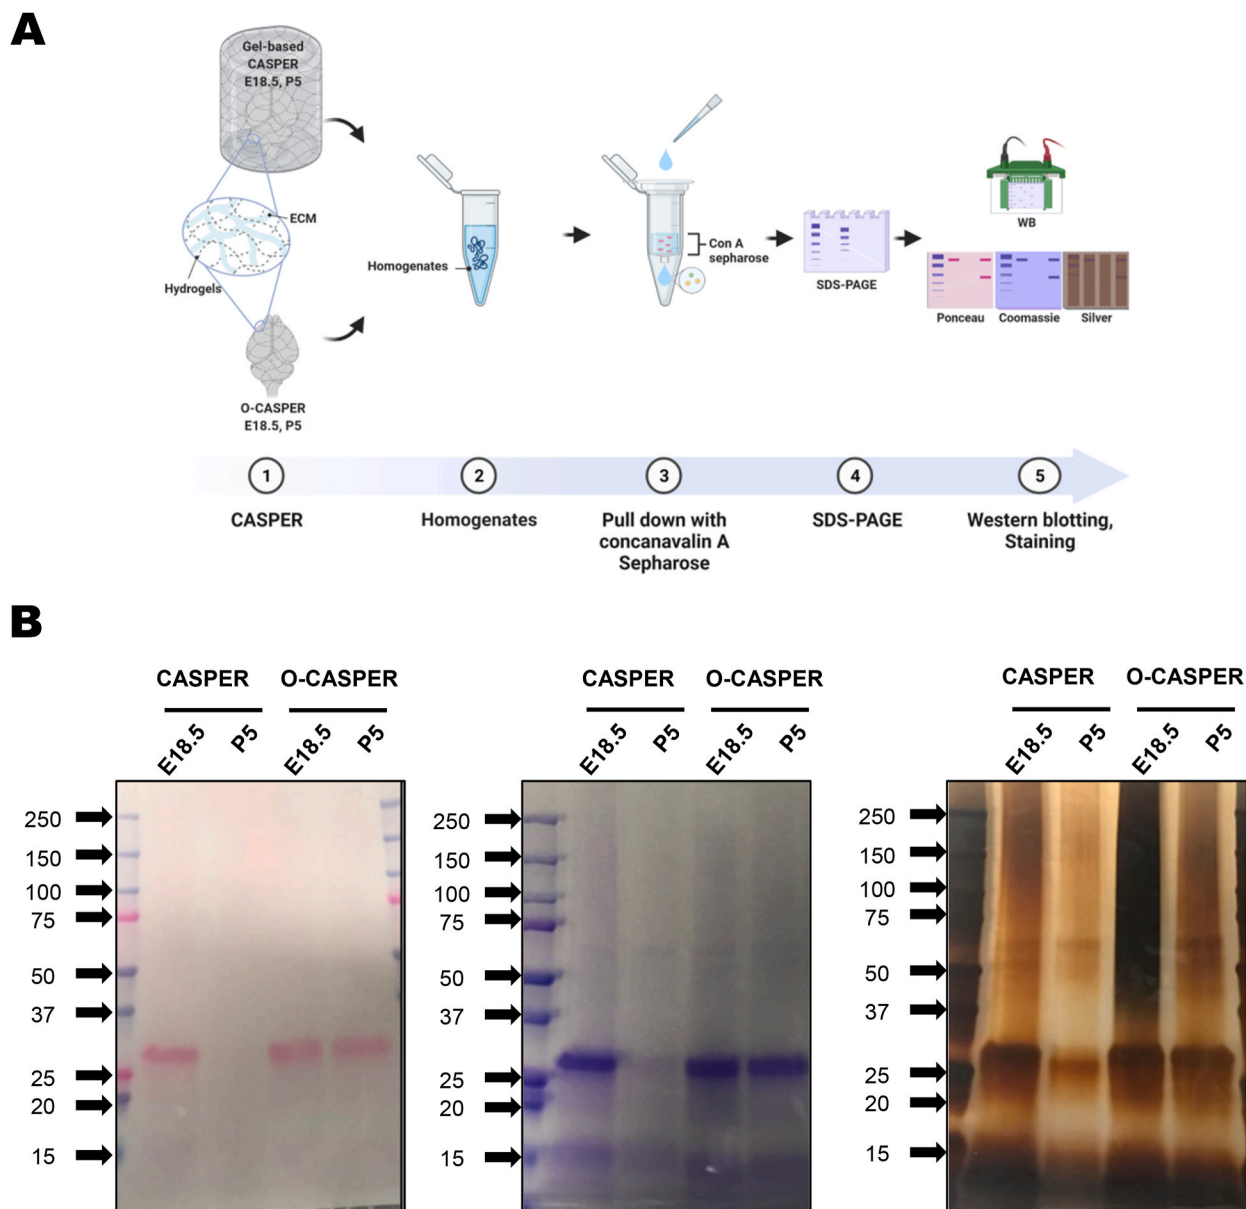 A
Gel-based
CASPER
E18.5, P5
ECM
Hydrogels
O-CASPER
E18.5, P5
Homogenates
Con A
sepharose
SDS-PAGE
WB
Ponceau
Coomassie
Silver
1
2
3
4
5
CASPER
Homogenates
Pull down with
concanavalin A
Sepharose
SDS-PAGE
Western blotting,
Staining
B
CASPER
O-CASPER
E18.5
P5
E18.5
P5
250
150
100
75
50
37
25
20
15
CASPER
O-CASPER
E18.5
P5
E18.5
P5
250
150
100
75
50
37
25
20
15
CASPER
O-CASPER
E18.5
P5
E18.5
P5
250
150
100
75
50
37
25
20
15